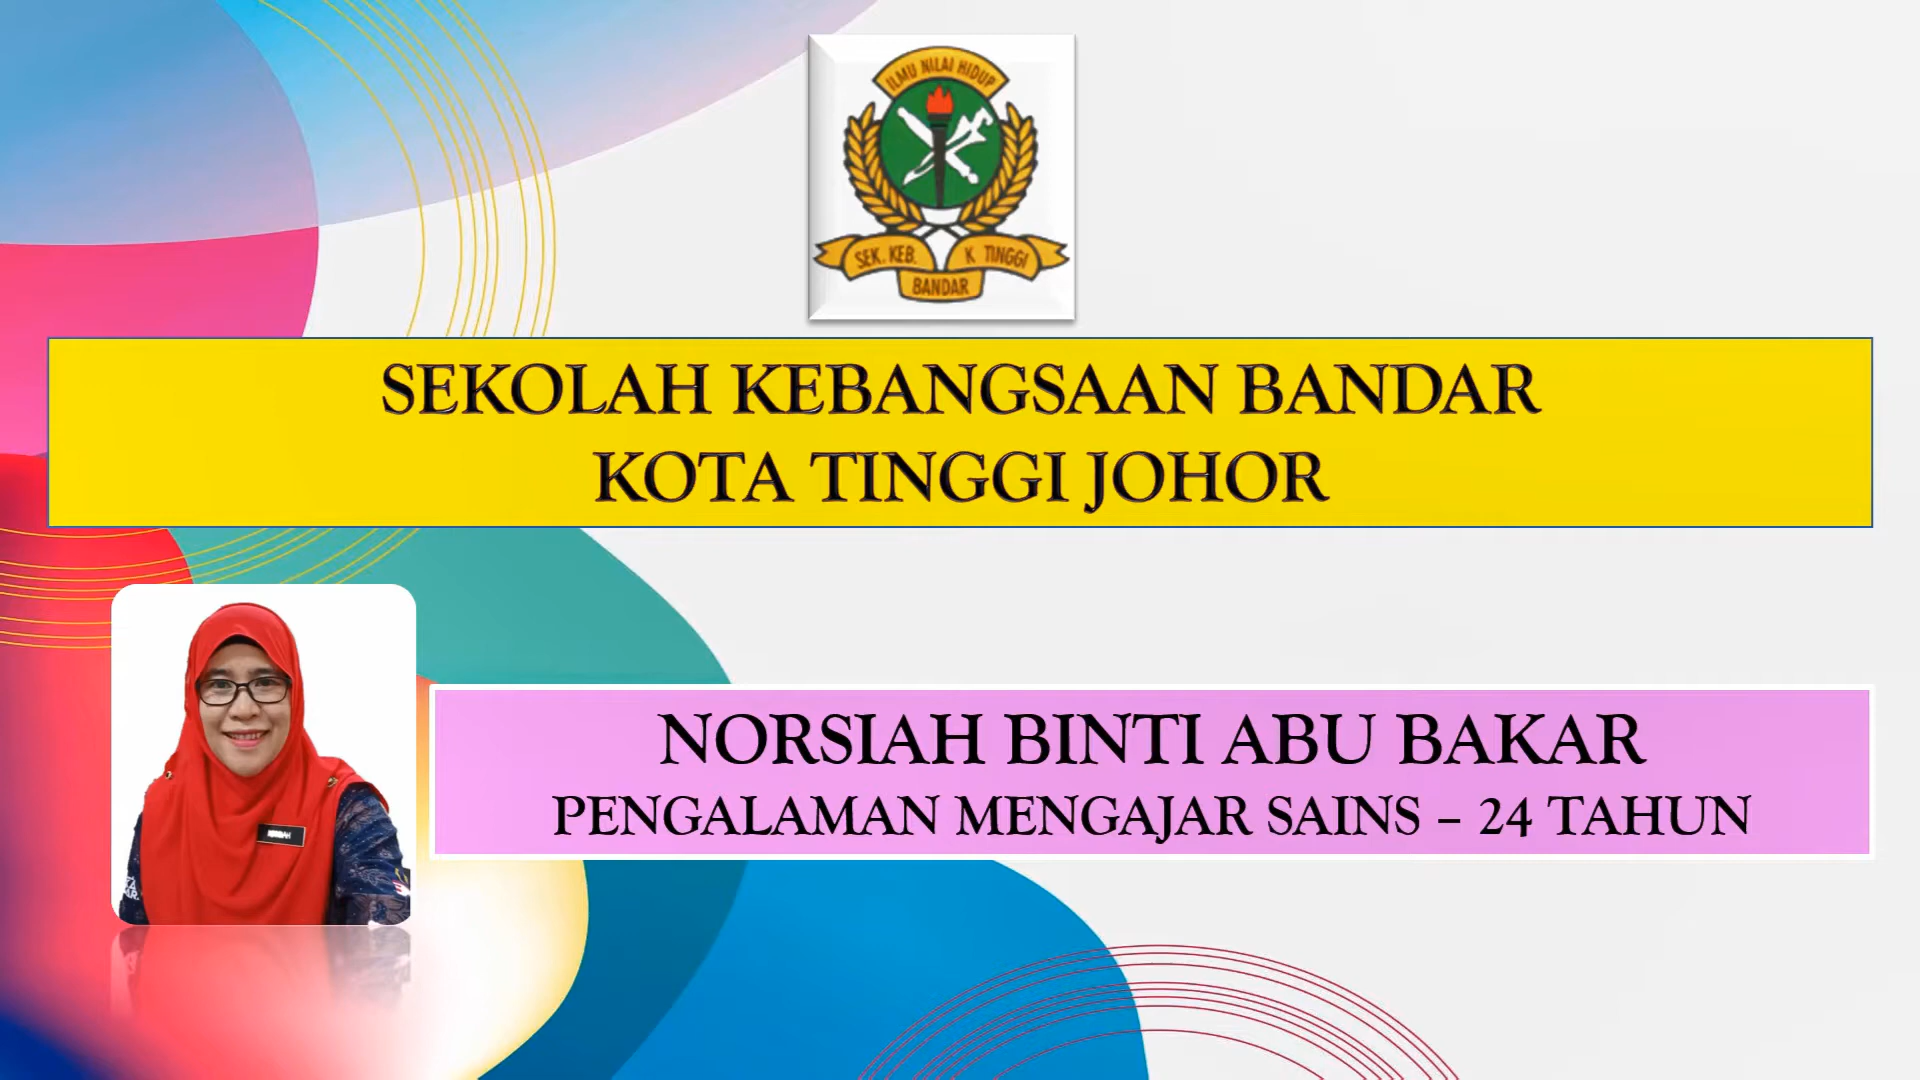 ILMU NILAI HIDUP
SEK. KEB. K TINGGI
BANDAR
SEKOLAH KEBANGSAAN BANDAR
KOTA TINGGI JOHOR
NORSIAH BINTI ABU BAKAR
PENGALAMAN MENGAJAR SAINS – 24 TAHUN